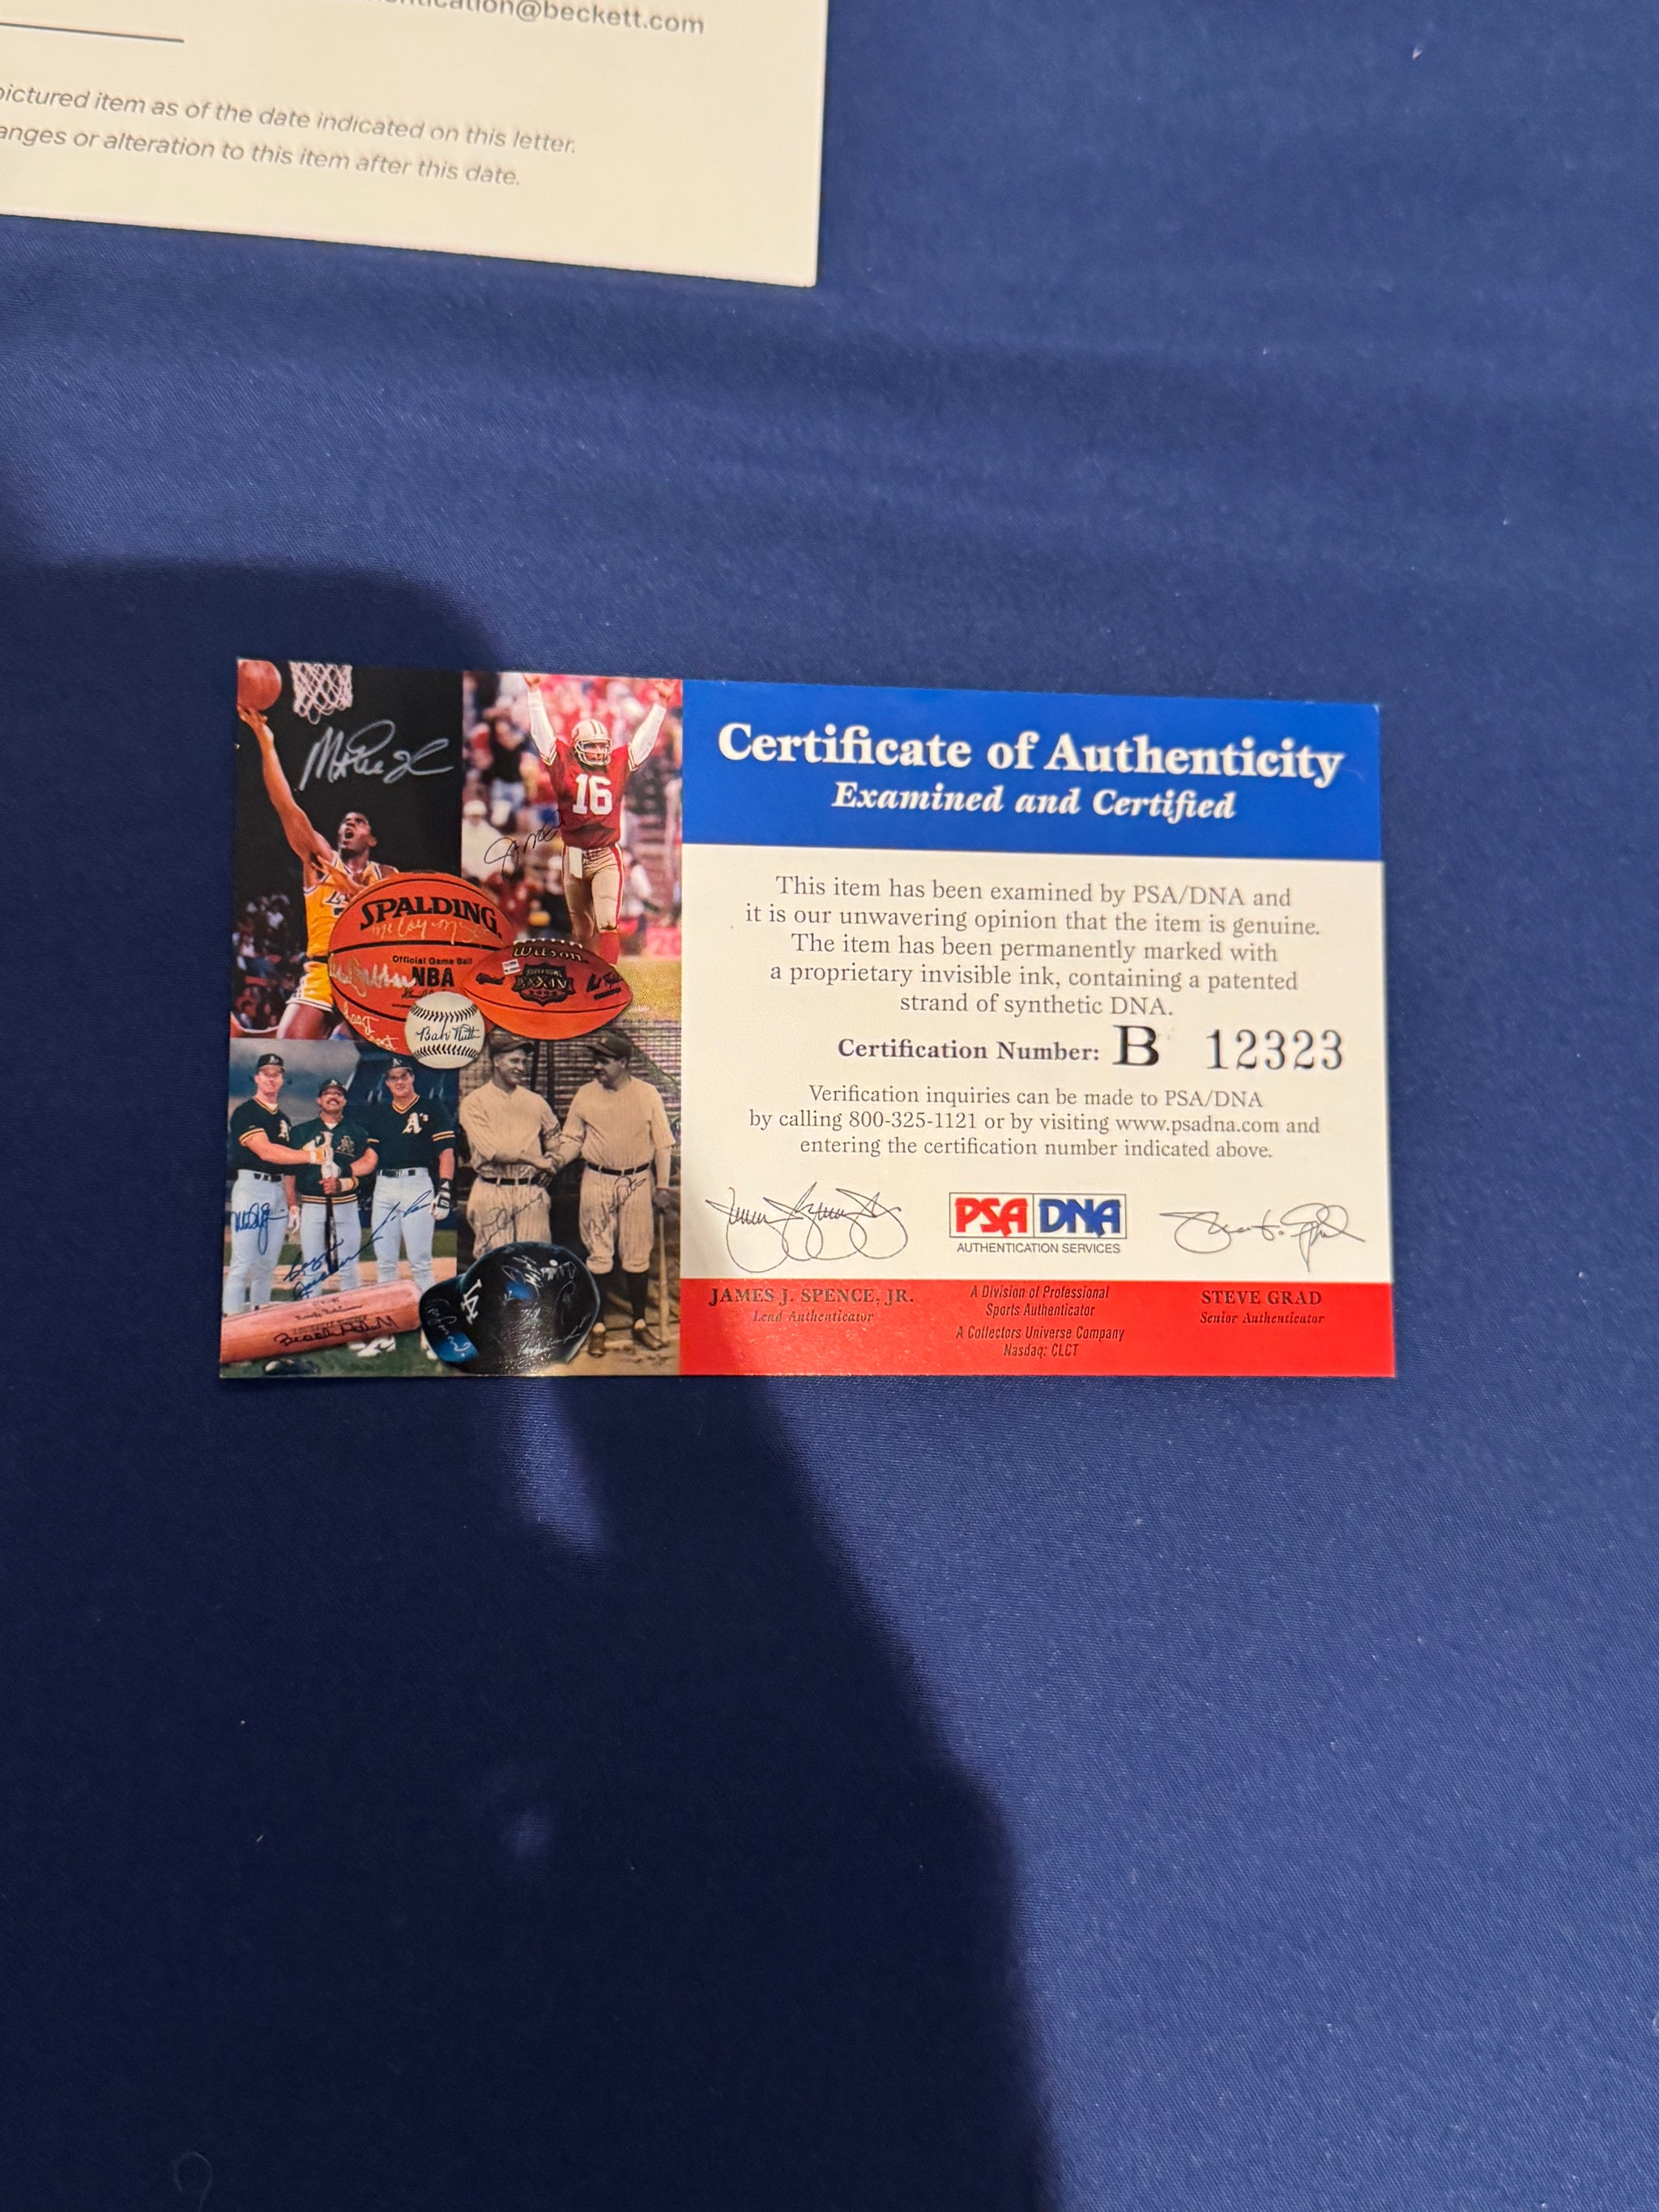 @beckett.com
pictured item as of the date indicated on this letter.
or alteration to this item after this date.
Certificate of Authenticity
Examined and Certified
This item has been examined by PSA/DNA and
it is our unwavering opinion that the item is genuine.
The item has been permanently marked with
a proprietary invisible ink, containing a patented
strand of synthetic DNA.
Certification Number: B 12323
Verification inquiries can be made to PSA/DNA
by calling 800-325-1121 or by visiting www.psadna.com and
entering the certification number indicated above.
PSA DNA
AUTHENTICATION SERVICES
JAMES J. SPENCE, JR.
Lead Authenticator
A Division of Professional
Sports Authenticator
A Collectors Universe Company
Nasdaq: CLCT
STEVE GRAD
Senior Authenticator
16
SPALDING
Official Game Ball
NBA
Wilson
XXXIV
Babe Ruth
A's
LA